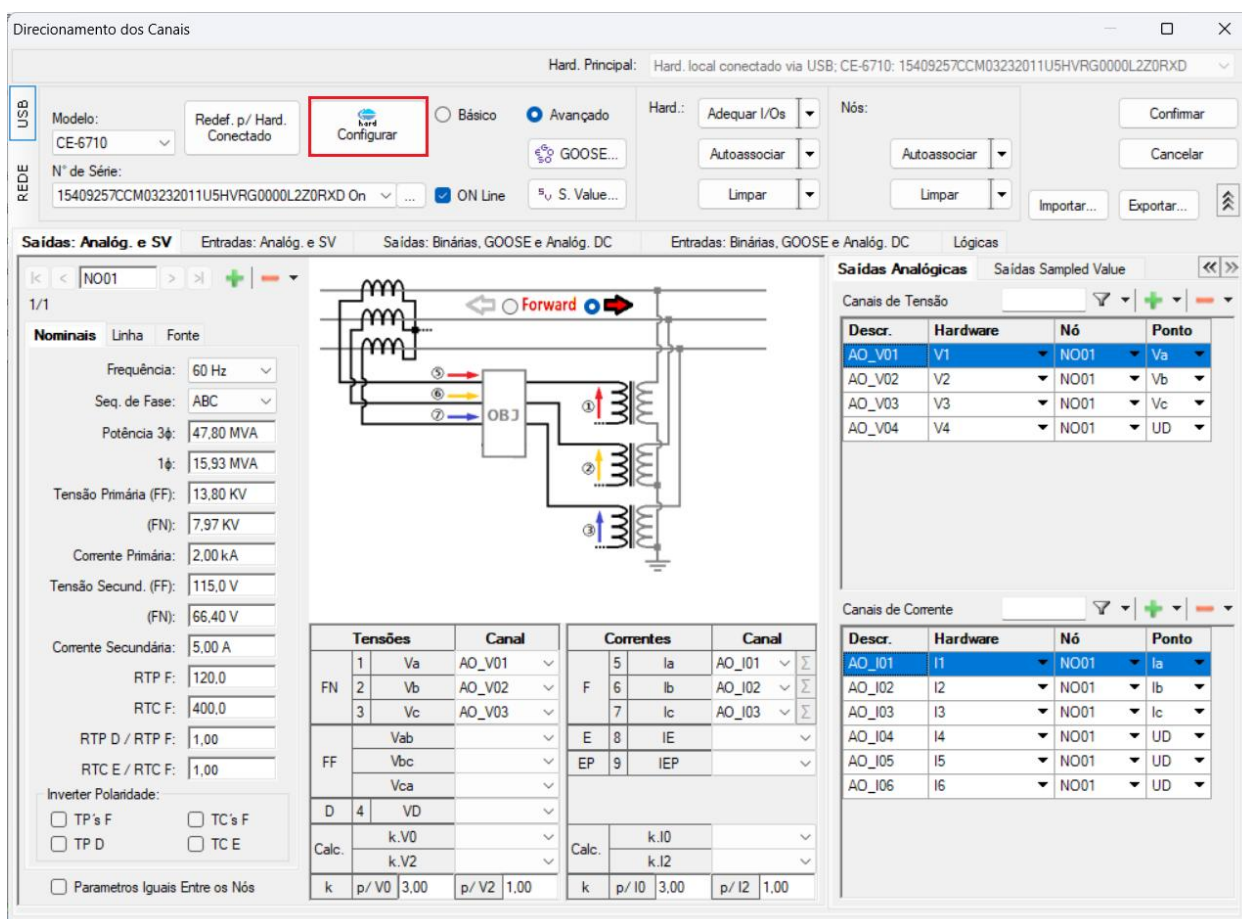 Direcionamento dos Canais
Hard. Principal: Hard. local conectado via USB; CE-6710: 15409257CCM03232011U5HVRG0000L2Z0RXD
USB
REDE
Modelo:
CE-6710
Redef. p/ Hard. Conectado
hard
Configurar
Básico
Avançado
GOOSE...
S. Value...
N° de Série:
15409257CCM03232011U5HVRG0000L2Z0RXD On
...
ON Line
Hard.:
Adequar I/Os
Autoassociar
Limpar
Nós:
Autoassociar
Limpar
Importar...
Exportar...
Confirmar
Cancelar
Saídas: Analóg. e SV
Entradas: Analóg. e SV
Saídas: Binárias, GOOSE e Analóg. DC
Entradas: Binárias, GOOSE e Analóg. DC
Lógicas
NO01
1/1
Nominais Linha Fonte
Frequência: 60 Hz
Seq. de Fase: ABC
Potência 3ϕ: 47,80 MVA
1ϕ: 15,93 MVA
Tensão Primária (FF): 13,80 KV
(FN): 7,97 KV
Corrente Primária: 2,00 kA
Tensão Secund. (FF): 115,0 V
(FN): 66,40 V
Corrente Secundária: 5,00 A
RTP F: 120,0
RTC F: 400,0
RTP D / RTP F: 1,00
RTC E / RTC F: 1,00
Inverter Polaridade:
TP´s F
TC´s F
TP D
TC E
Parametros Iguais Entre os Nós
Forward
⑤
⑥
⑦
OBJ
①
②
③
Tensões Canal
FN
1 Va AO_V01
2 Vb AO_V02
3 Vc AO_V03
FF
Vab
Vbc
Vca
D 4 VD
Calc.
k.V0
k.V2
k p/ V0 3,00 p/ V2 1,00
Correntes Canal
F
5 Ia AO_I01 Σ
6 Ib AO_I02 Σ
7 Ic AO_I03 Σ
E 8 IE
EP 9 IEP
Calc.
k.I0
k.I2
k p/ I0 3,00 p/ I2 1,00
Saídas Analógicas Saídas Sampled Value
Canais de Tensão
Descr. Hardware Nó Ponto
AO_V01 V1 NO01 Va
AO_V02 V2 NO01 Vb
AO_V03 V3 NO01 Vc
AO_V04 V4 NO01 UD
Canais de Corrente
Descr. Hardware Nó Ponto
AO_I01 I1 NO01 Ia
AO_I02 I2 NO01 Ib
AO_I03 I3 NO01 Ic
AO_I04 I4 NO01 UD
AO_I05 I5 NO01 UD
AO_I06 I6 NO01 UD